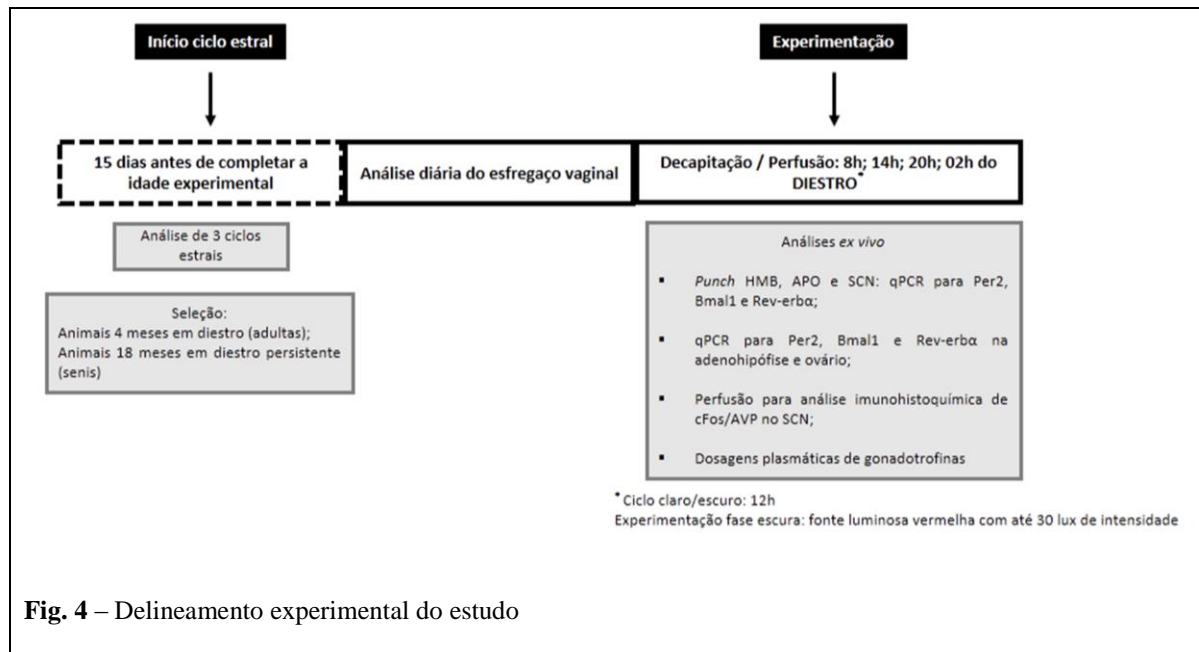 Início ciclo estral
Experimentação
15 dias antes de completar a
idade experimental
Análise diária do esfregaço vaginal
Decapitação / Perfusão: 8h; 14h; 20h; 02h do
DIESTRO*
Análise de 3 ciclos
estrais
Seleção:
Animais 4 meses em diestro (adultas);
Animais 18 meses em diestro persistente
(senis)
Análises ex vivo
▪ Punch HMB, APO e SCN: qPCR para Per2,
Bmal1 e Rev-erbα;
▪ qPCR para Per2, Bmal1 e Rev-erbα na
adenohipófise e ovário;
▪ Perfusão para análise imunohistoquímica de
cFos/AVP no SCN;
▪ Dosagens plasmáticas de gonadotrofinas
* Ciclo claro/escuro: 12h
Experimentação fase escura: fonte luminosa vermelha com até 30 lux de intensidade
Fig. 4 – Delineamento experimental do estudo